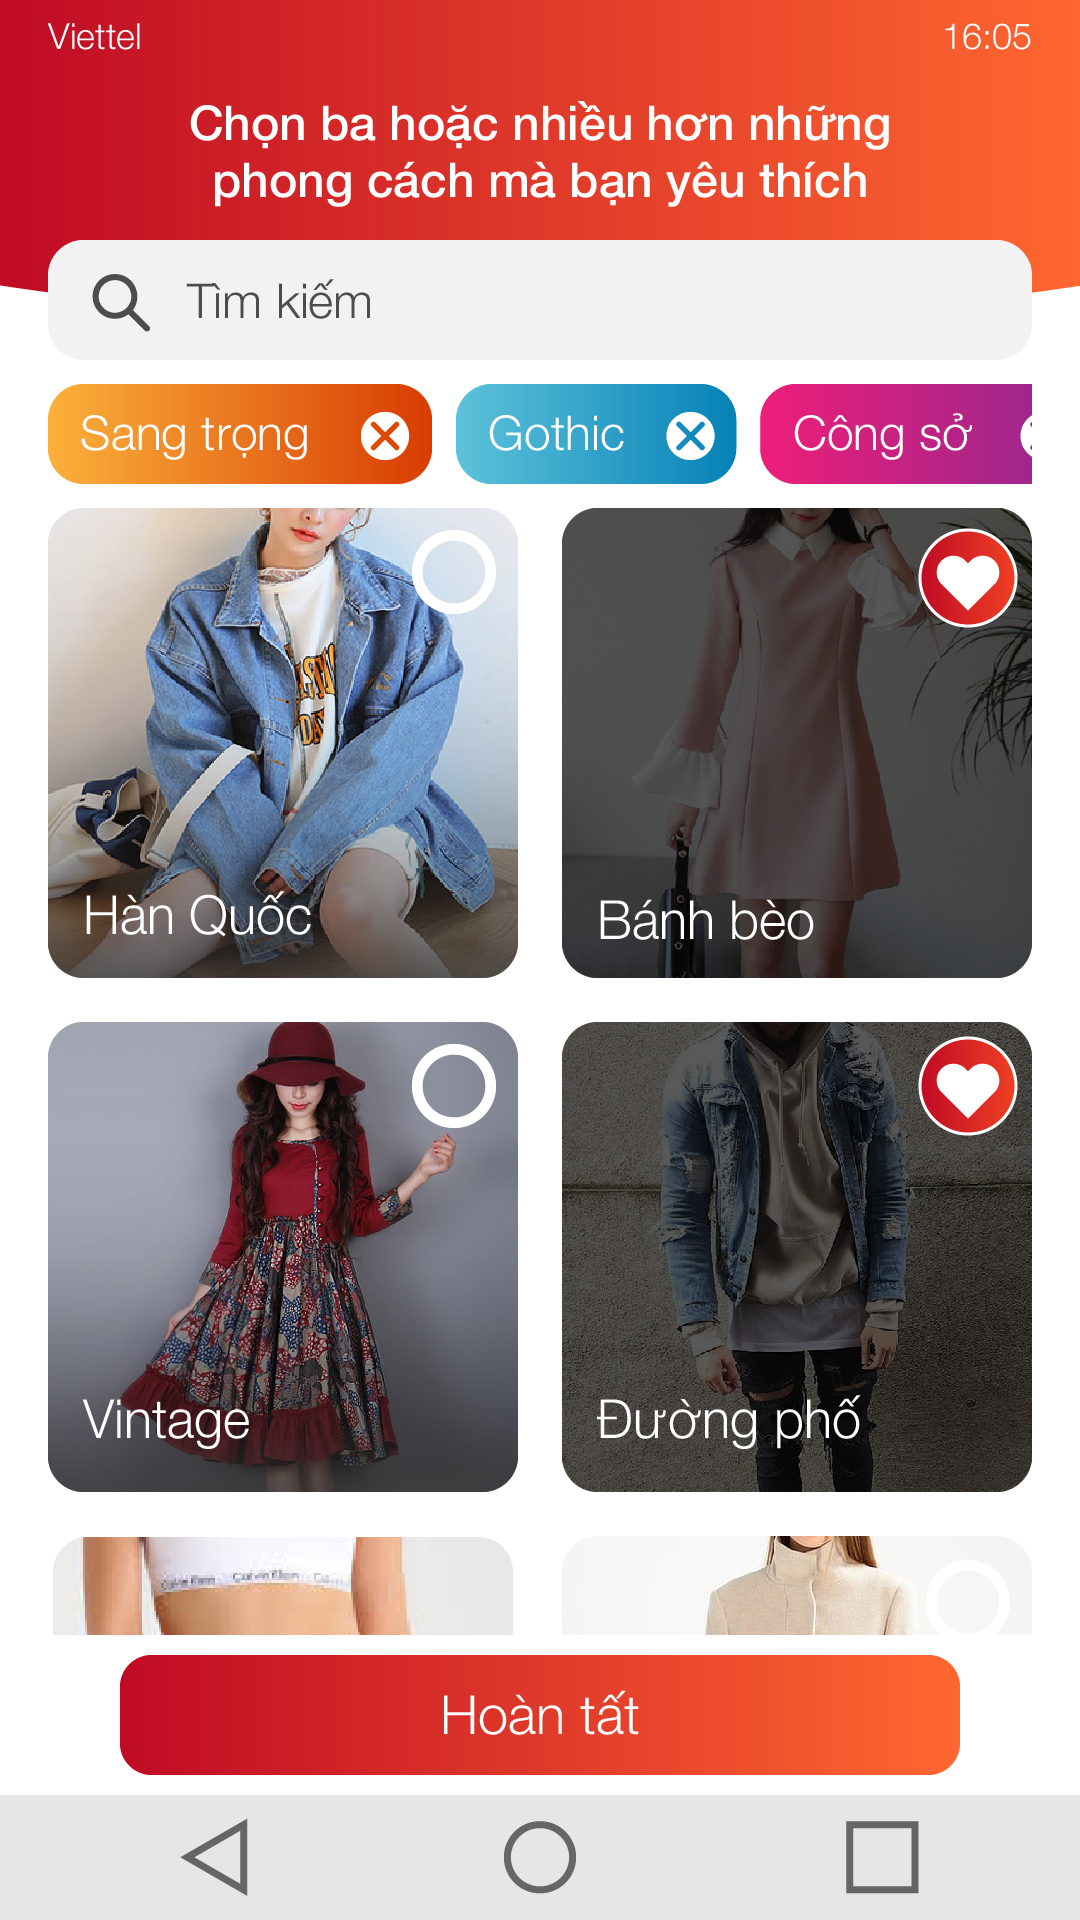 Viettel 16:05
Chọn ba hoặc nhiều hơn những
phong cách mà bạn yêu thích
Tìm kiếm
Sang trọng Gothic Công sở
Hàn Quốc Bánh bèo
Vintage Đường phố
Hoàn tất